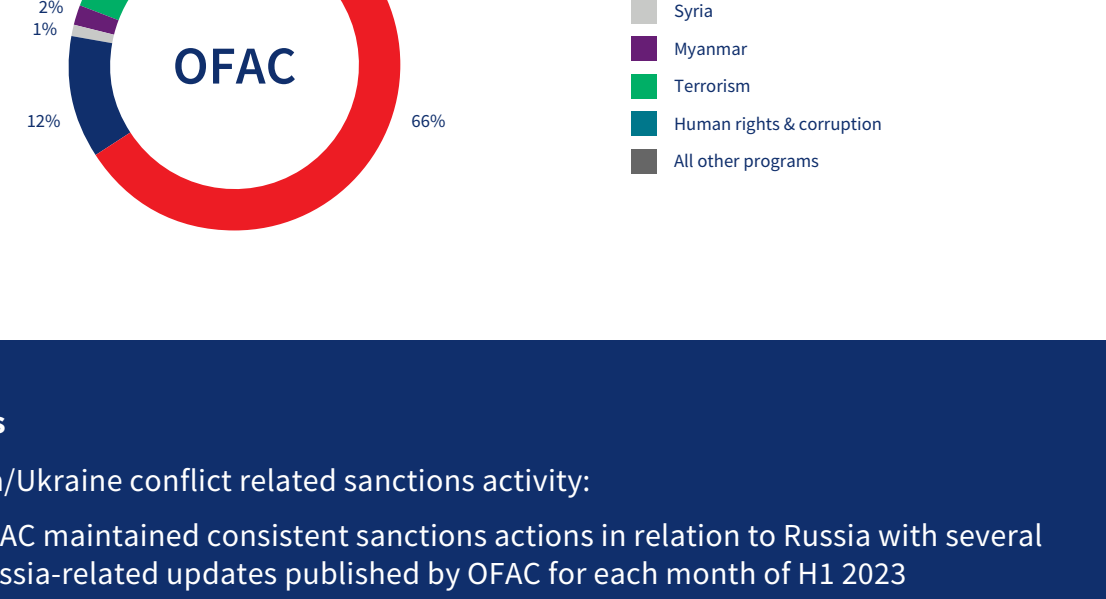 2%
1%
12%
OFAC
66%
Syria
Myanmar
Terrorism
Human rights & corruption
All other programs
s
/Ukraine conflict related sanctions activity:
AC maintained consistent sanctions actions in relation to Russia with several
ssia-related updates published by OFAC for each month of H1 2023